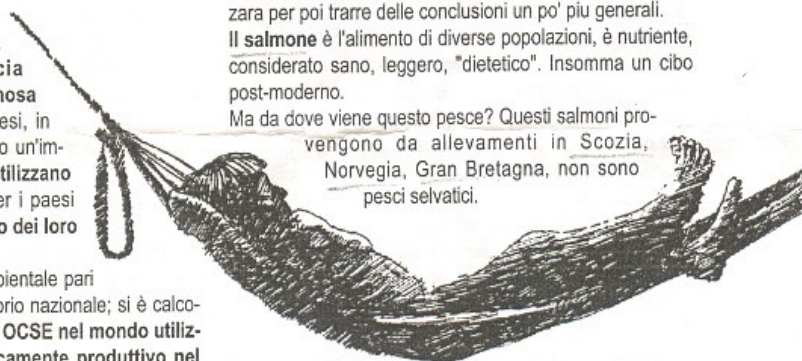 cia
nosa
esi, in
o un'im-
tilizzano
er i paesi
o dei loro
bientale pari
orio nazionale; si è calco-
OCSE nel mondo utiliz-
camente produttivo nel
zara per poi trarre delle conclusioni un po' piu generali.
Il salmone è l'alimento di diverse popolazioni, è nutriente,
considerato sano, leggero, "dietetico". Insomma un cibo
post-moderno.
Ma da dove viene questo pesce? Questi salmoni pro-
vengono da allevamenti in Scozia,
Norvegia, Gran Bretagna, non sono
pesci selvatici.